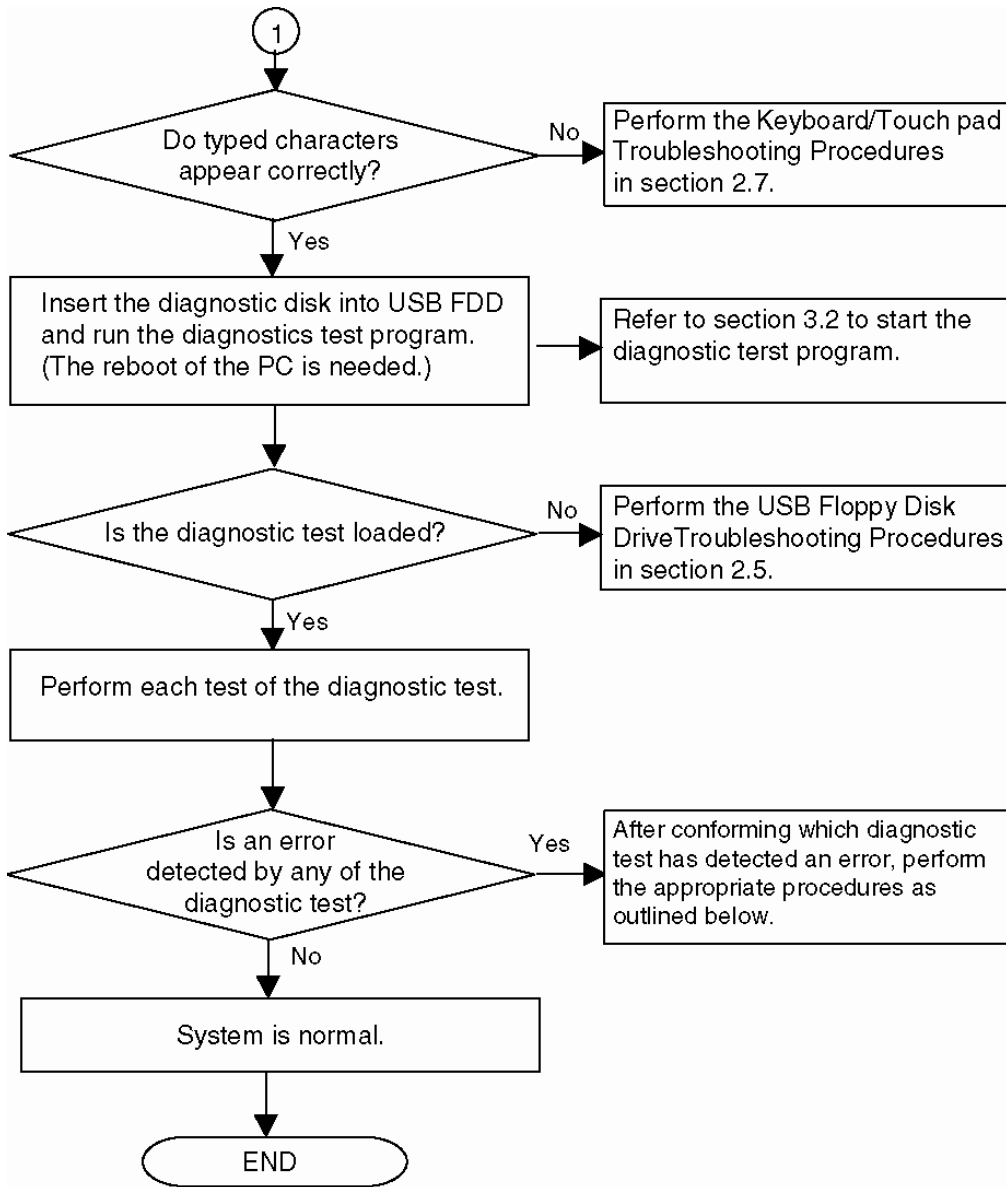 1
Do typed characters
appear correctly?
No
Perform the Keyboard/Touch pad
Troubleshooting Procedures
in section 2.7.
Yes
Insert the diagnostic disk into USB FDD
and run the diagnostics test program.
(The reboot of the PC is needed.)
Refer to section 3.2 to start the
diagnostic terst program.
Is the diagnostic test loaded?
No
Perform the USB Floppy Disk
DriveTroubleshooting Procedures
in section 2.5.
Yes
Perform each test of the diagnostic test.
Is an error
detected by any of the
diagnostic test?
Yes
After conforming which diagnostic
test has detected an error, perform
the appropriate procedures as
outlined below.
No
System is normal.
END